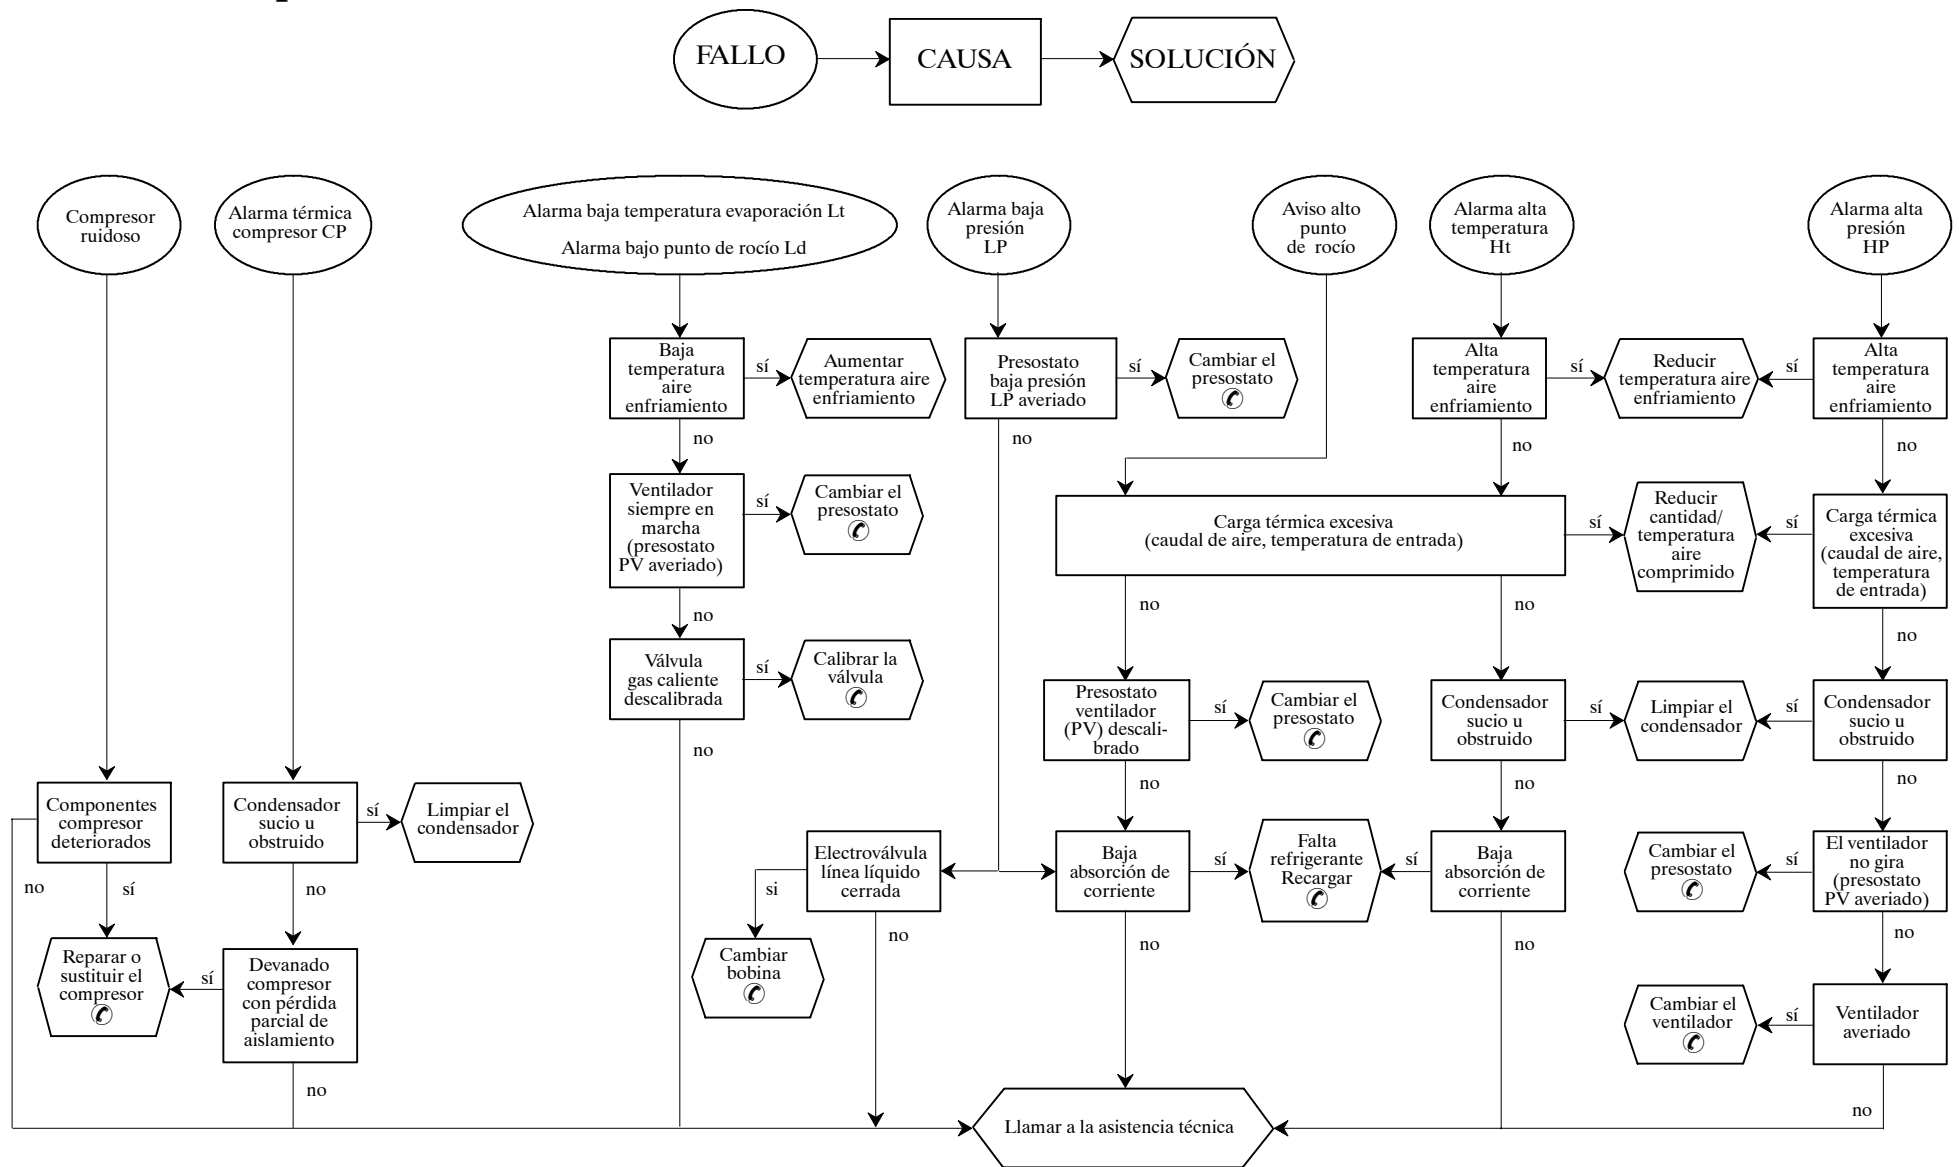 FALLO
CAUSA
SOLUCIÓN
Compresor
ruidoso
Alarma térmica
compresor CP
Alarma baja temperatura evaporación Lt
Alarma bajo punto de rocío Ld
Alarma baja
presión
LP
Aviso alto
punto
de rocío
Alarma alta
temperatura
Ht
Alarma alta
presión
HP
Baja
temperatura
aire
enfriamiento
sí
Aumentar
temperatura aire
enfriamiento
Presostato
baja presión
LP averiado
sí
Cambiar el
presostato
Alta
temperatura
aire
enfriamiento
sí
Reducir
temperatura aire
enfriamiento
sí
Alta
temperatura
aire
enfriamiento
no
no
no
no
Ventilador
siempre en
marcha
(presostato
PV averiado)
sí
Cambiar el
presostato
Carga térmica excesiva
(caudal de aire, temperatura de entrada)
sí
Reducir
cantidad/
temperatura
aire
comprimido
sí
Carga térmica
excesiva
(caudal de aire,
temperatura
de entrada)
no
no
no
no
Válvula
gas caliente
descalibrada
sí
Calibrar la
válvula
Presostato
ventilador
(PV) descali-
brado
sí
Cambiar el
presostato
Condensador
sucio u
obstruido
sí
Limpiar el
condensador
sí
Condensador
sucio u
obstruido
no
no
no
no
Componentes
compresor
deteriorados
Condensador
sucio u
obstruido
sí
Limpiar el
condensador
Electroválvula
línea líquido
cerrada
Baja
absorción de
corriente
sí
Falta
refrigerante
Recargar
sí
Baja
absorción de
corriente
Cambiar el
presostato
sí
El ventilador
no gira
(presostato
PV averiado)
no
sí
no
si
no
no
no
no
Reparar o
sustituir el
compresor
sí
Devanado
compresor
con pérdida
parcial de
aislamiento
Cambiar
bobina
Cambiar el
ventilador
sí
Ventilador
averiado
no
no
Llamar a la asistencia técnica